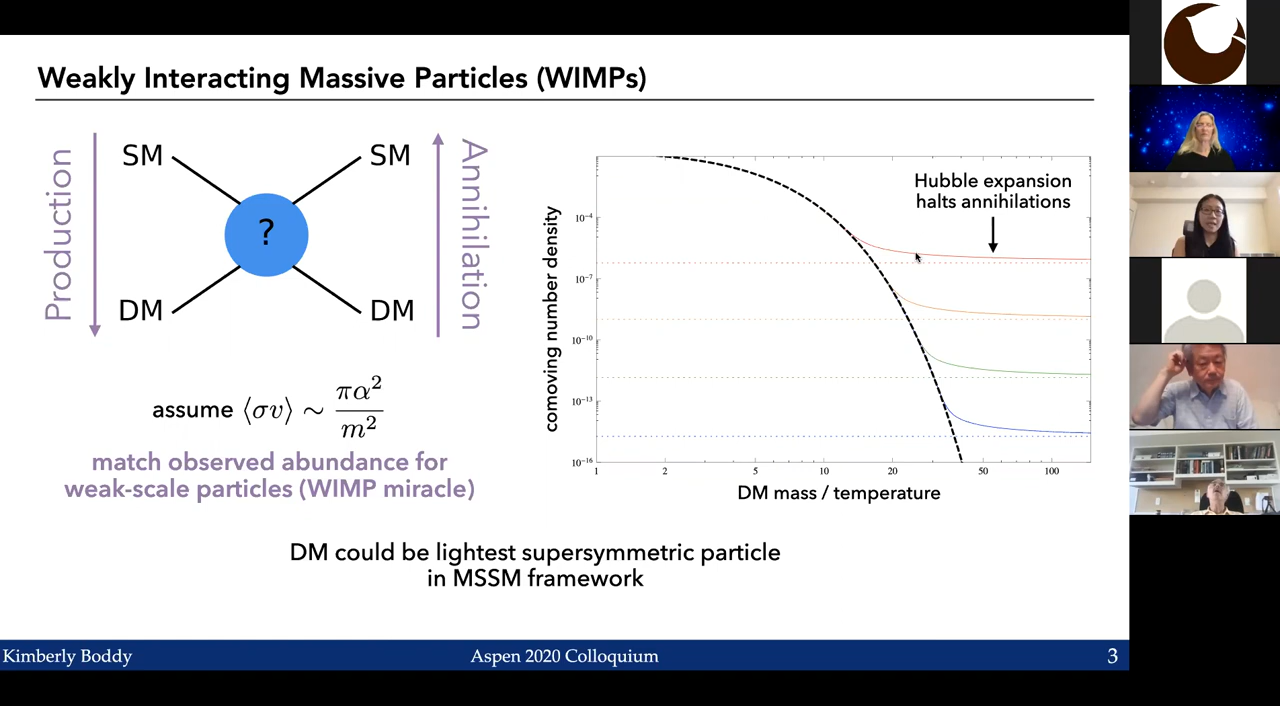 Weakly Interacting Massive Particles (WIMPs)
Production
SM
SM
?
DM
DM
Annihilation
assume ⟨σv⟩ ∼ πα²/m²
match observed abundance for
weak-scale particles (WIMP miracle)
comoving number density
10⁻⁴
10⁻⁷
10⁻¹⁰
10⁻¹³
10⁻¹⁶
Hubble expansion
halts annihilations
1 2 5 10 20 50 100
DM mass / temperature
DM could be lightest supersymmetric particle
in MSSM framework
Kimberly Boddy Aspen 2020 Colloquium 3